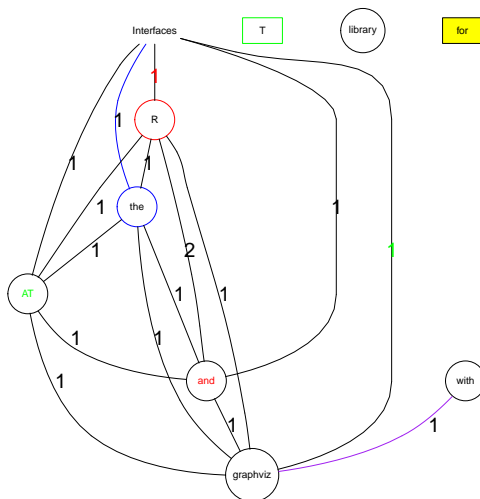 Interfaces T library for
1
R
1 1
1 1
the
1 1 2 1
1 1
AT
1 1
1
and with
1 1
graphviz